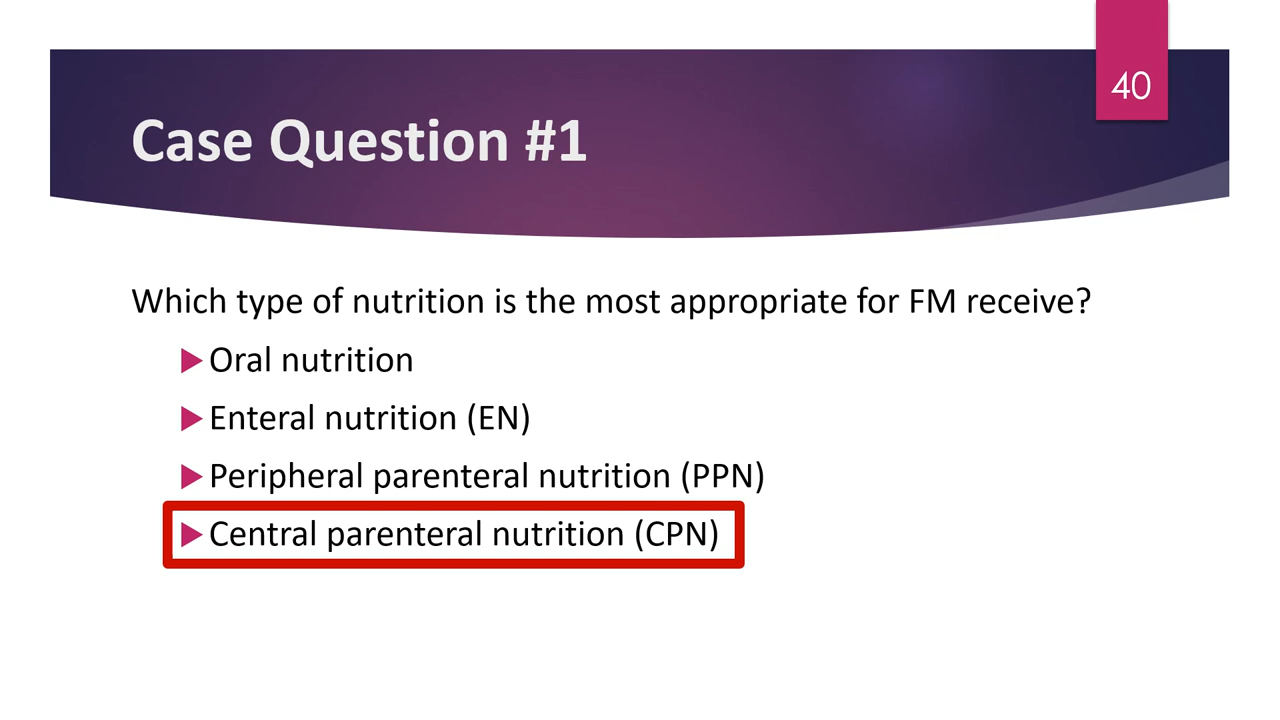 40
Case Question #1
Which type of nutrition is the most appropriate for FM receive?
Oral nutrition
Enteral nutrition (EN)
Peripheral parenteral nutrition (PPN)
Central parenteral nutrition (CPN)